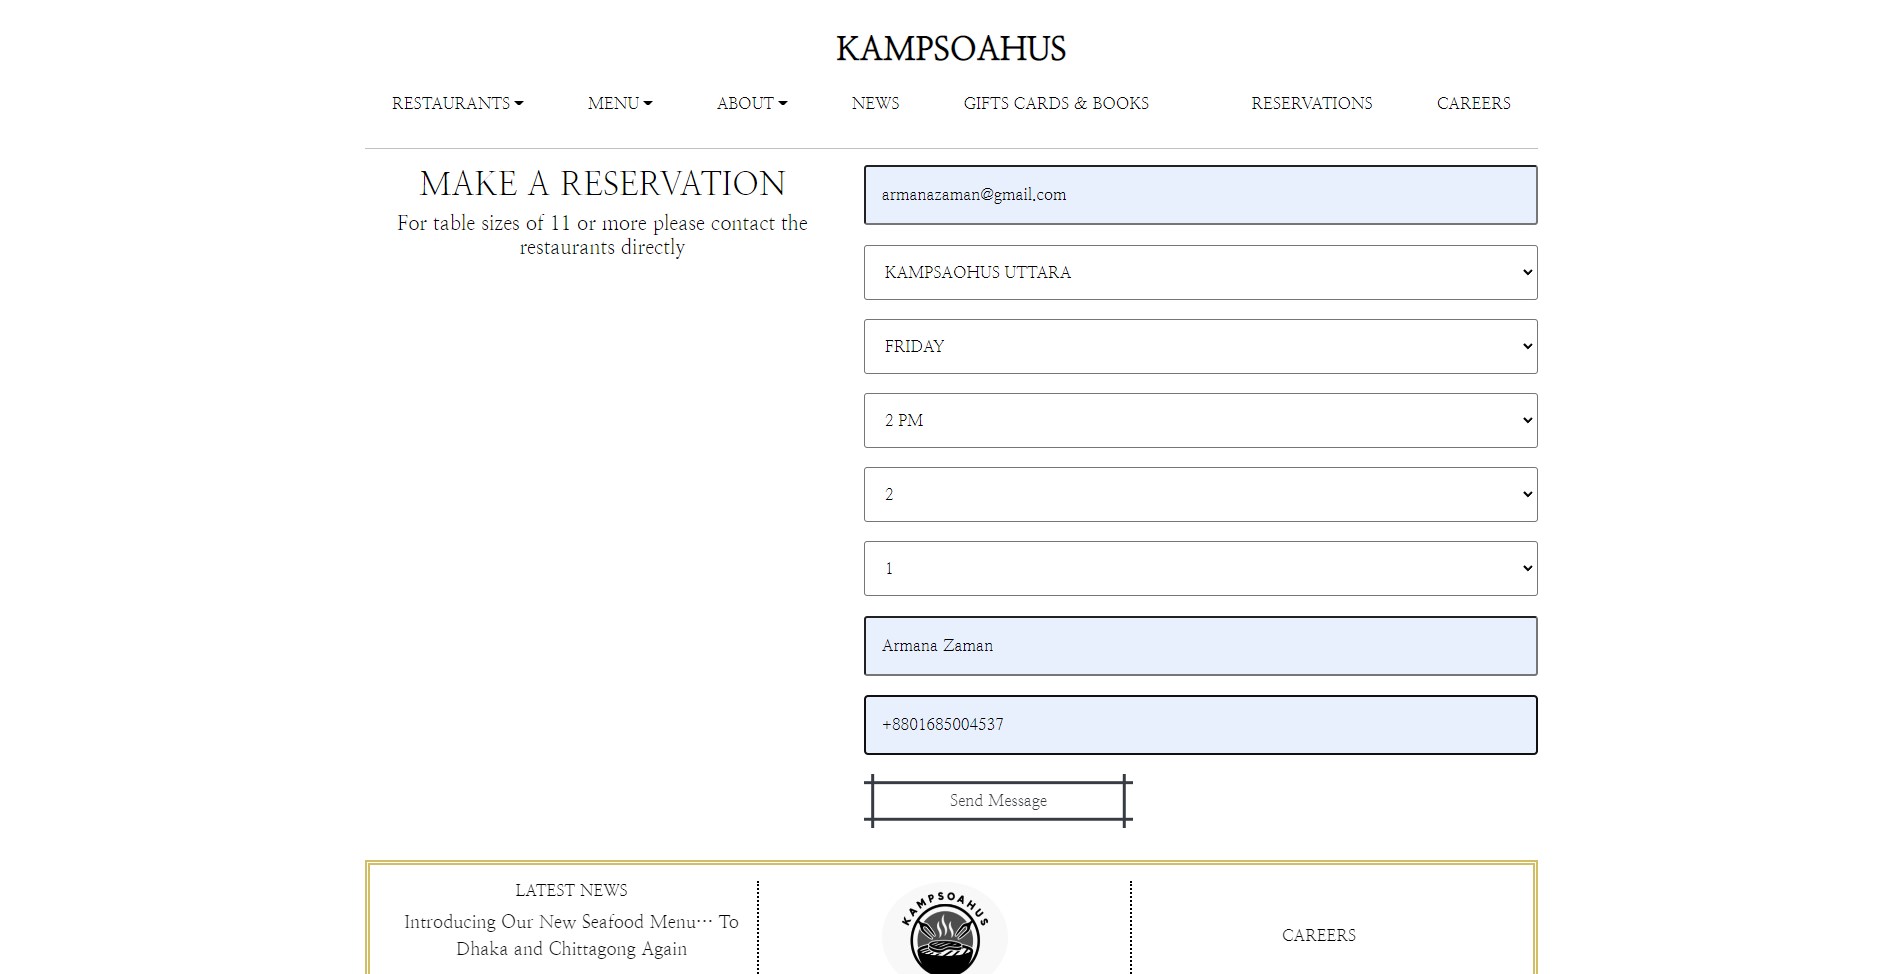 KAMPSOAHUS
RESTAURANTS MENU ABOUT NEWS GIFTS CARDS & BOOKS RESERVATIONS CAREERS
MAKE A RESERVATION
For table sizes of 11 or more please contact the
restaurants directly
armanazaman@gmail.com
KAMPSAOHUS UTTARA
FRIDAY
2 PM
2
1
Armana Zaman
+8801685004537
Send Message
LATEST NEWS
Introducing Our New Seafood Menu... To
Dhaka and Chittagong Again
KAMPSOAHUS
CAREERS